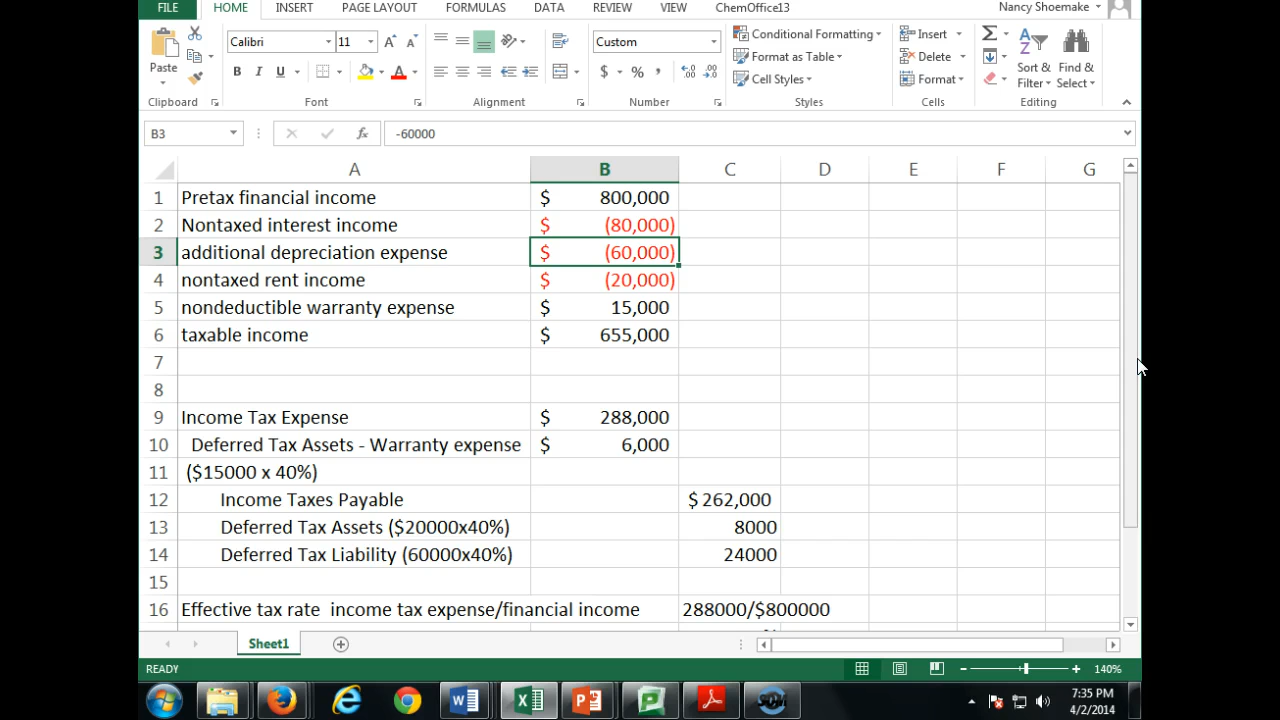 FILE HOME INSERT PAGE LAYOUT FORMULAS DATA REVIEW VIEW ChemOffice13 Nancy Shoemake
Calibri 11 Custom Conditional Formatting Insert
Paste B I U $ % , Format as Table Delete Sort & Find &
Cell Styles Format Filter Select
Clipboard Font Alignment Number Styles Cells Editing
B3 fx -60000
A B C D E F G
1 Pretax financial income $ 800,000
2 Nontaxed interest income $ (80,000)
3 additional depreciation expense $ (60,000)
4 nontaxed rent income $ (20,000)
5 nondeductible warranty expense $ 15,000
6 taxable income $ 655,000
7
8
9 Income Tax Expense $ 288,000
10 Deferred Tax Assets - Warranty expense $ 6,000
11 ($15000 x 40%)
12 Income Taxes Payable $ 262,000
13 Deferred Tax Assets ($20000x40%) 8000
14 Deferred Tax Liability (60000x40%) 24000
15
16 Effective tax rate income tax expense/financial income 288000/$800000
Sheet1
READY 140%
7:35 PM
4/2/2014